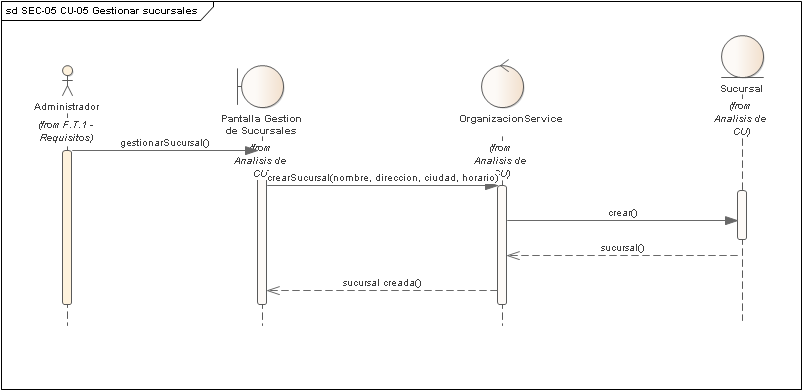 sd SEC-05 CU-05 Gestionar sucursales
Administrador
(from F.T.1 -
Requisitos)
Pantalla Gestion
de Sucursales
(from
Analisis de
CU)
OrganizacionService
(from
Analisis de
CU)
Sucursal
(from
Analisis de
CU)
gestionarSucursal()
crearSucursal(nombre, direccion, ciudad, horario)
crear()
sucursal()
sucursal creada()